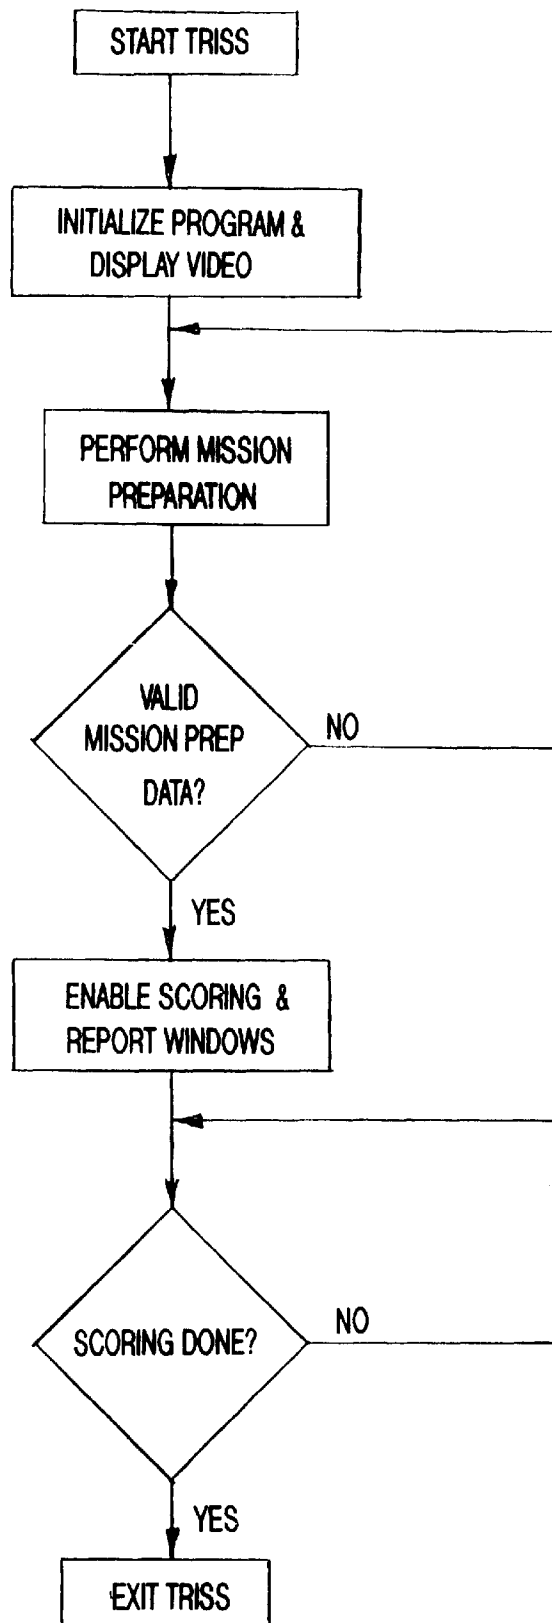 START TRISS
INITIALIZE PROGRAM &
DISPLAY VIDEO
PERFORM MISSION
PREPARATION
VALID
MISSION PREP
DATA?
NO
YES
ENABLE SCORING &
REPORT WINDOWS
SCORING DONE?
NO
YES
EXIT TRISS